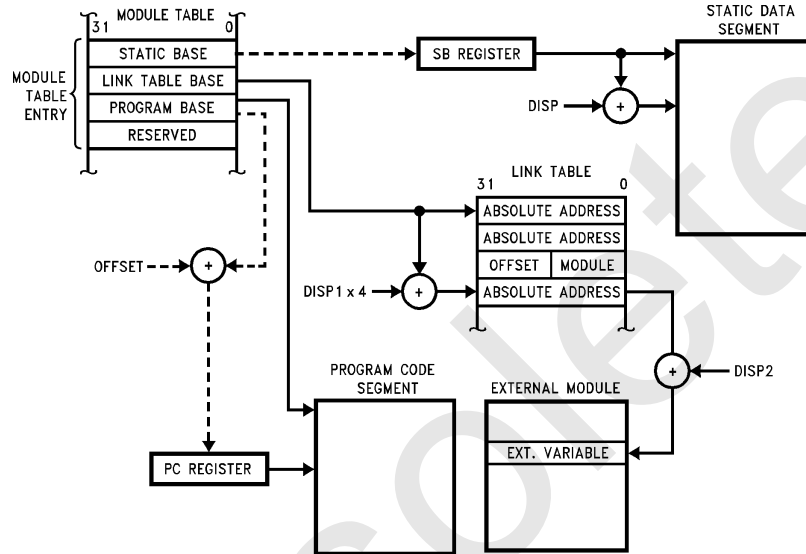 MODULE TABLE
31 0
STATIC BASE
LINK TABLE BASE
PROGRAM BASE
RESERVED
MODULE
TABLE
ENTRY
SB REGISTER
STATIC DATA
SEGMENT
DISP
+
LINK TABLE
31 0
ABSOLUTE ADDRESS
ABSOLUTE ADDRESS
OFFSET MODULE
ABSOLUTE ADDRESS
OFFSET
+
DISP1 x 4
+
+
DISP2
PROGRAM CODE
SEGMENT
EXTERNAL MODULE
EXT. VARIABLE
PC REGISTER
solete